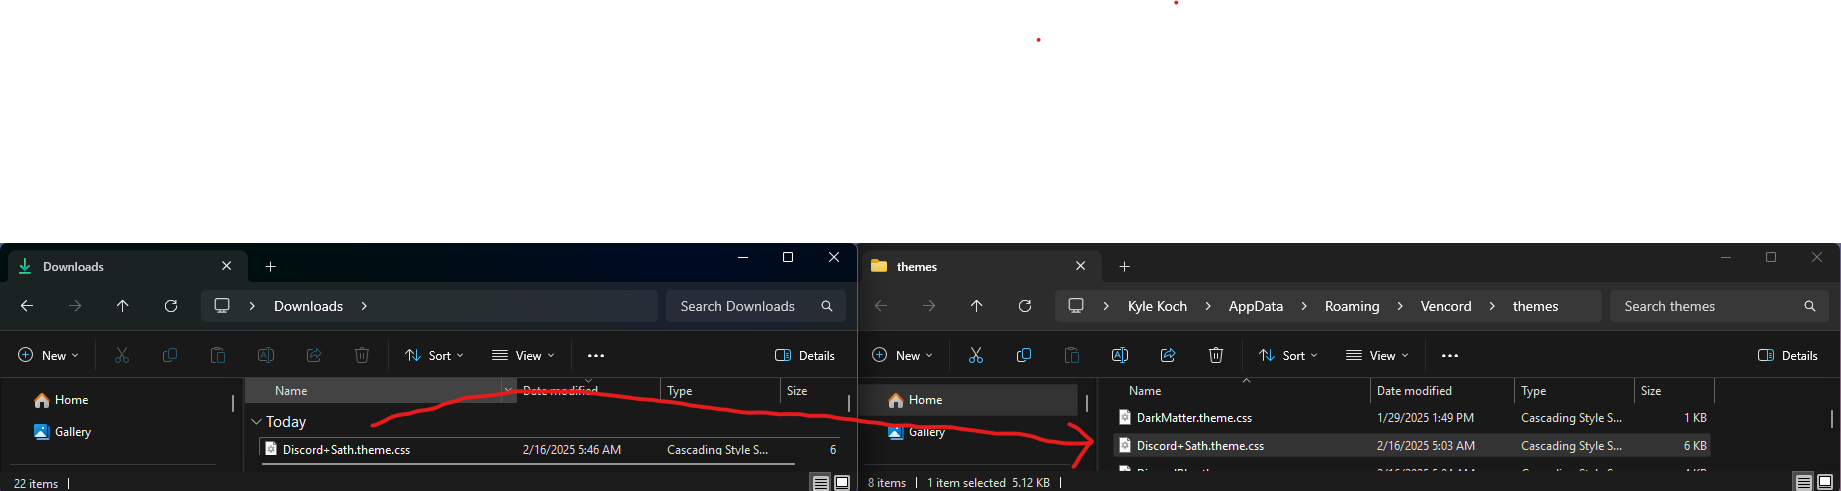 Downloads
Downloads
Search Downloads
New
Sort
View
Details
Name
Date modified
Type
Size
Home
Gallery
Today
Discord+Sath.theme.css
2/16/2025 5:46 AM
Cascading Style S...
6
22 items
themes
Kyle Koch
AppData
Roaming
Vencord
themes
Search themes
New
Sort
View
Details
Name
Date modified
Type
Size
Home
Gallery
DarkMatter.theme.css
1/29/2025 1:49 PM
Cascading Style S...
1 KB
Discord+Sath.theme.css
2/16/2025 5:03 AM
Cascading Style S...
6 KB
8 items
1 item selected 5.12 KB